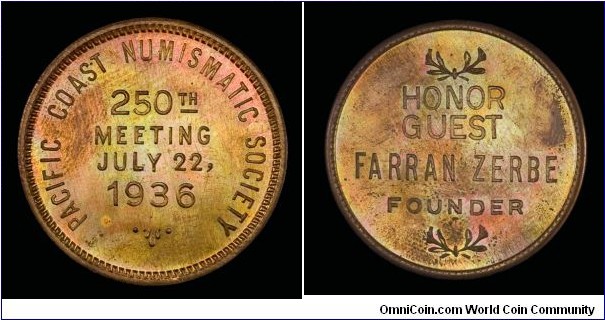 PACIFIC COAST NUMISMATIC SOCIETY
250TH
MEETING
JULY 22,
1936
HONOR
GUEST
FARRAN ZERBE
FOUNDER
OmniCoin.com World Coin Community